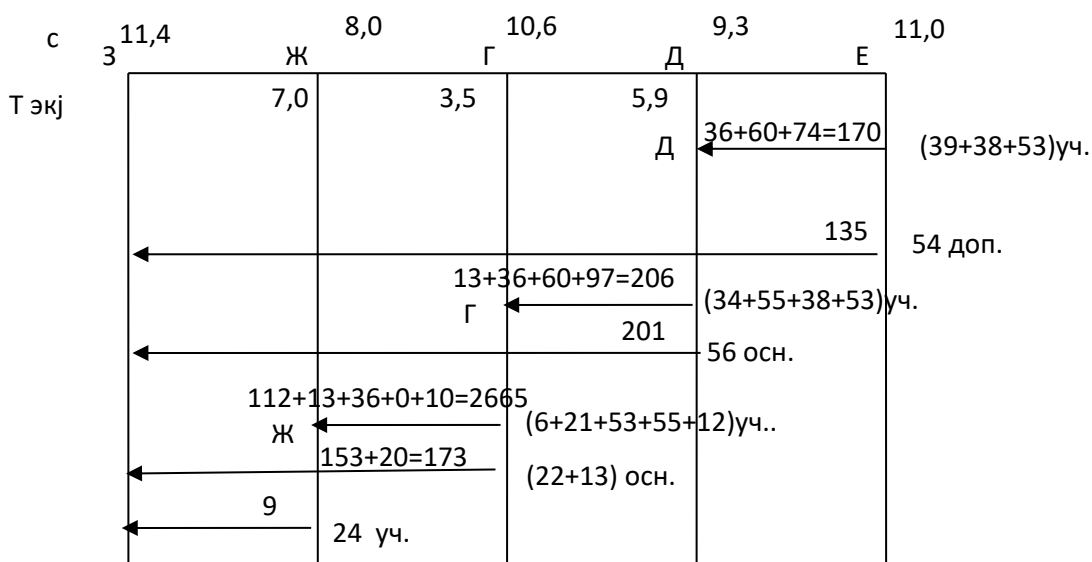 с 11,4 8,0 10,6 9,3 11,0
З Ж Г Д Е
Т экј 7,0 3,5 5,9
36+60+74=170
Д (39+38+53)уч.
135
54 доп.
13+36+60+97=206
Г (34+55+38+53)уч.
201
56 осн.
112+13+36+0+10=2665
Ж (6+21+53+55+12)уч..
153+20=173
(22+13) осн.
9
24 уч.